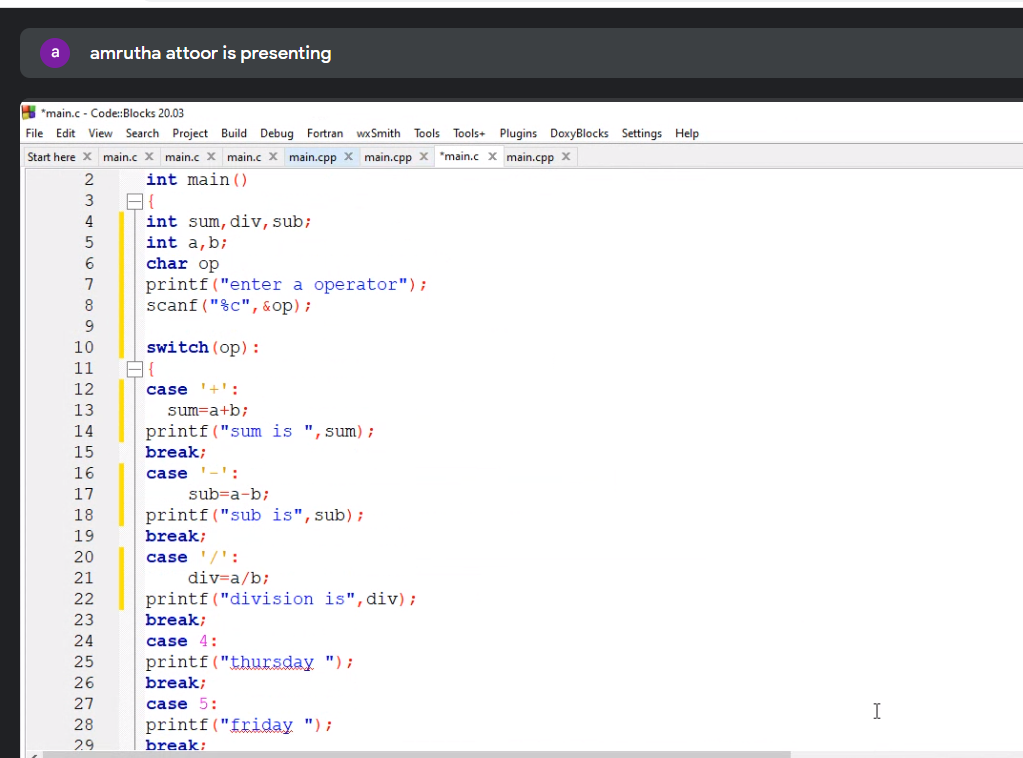 a amrutha attoor is presenting
*main.c - Code::Blocks 20.03
File Edit View Search Project Build Debug Fortran wxSmith Tools Tools+ Plugins DoxyBlocks Settings Help
Start here X main.c X main.c X main.c X main.cpp X main.cpp X *main.c X main.cpp X
2 int main()
3 {
4 int sum,div,sub;
5 int a,b;
6 char op
7 printf("enter a operator");
8 scanf("%c",&op);
9
10 switch(op):
11 {
12 case '+':
13 sum=a+b;
14 printf("sum is ",sum);
15 break;
16 case '-':
17 sub=a-b;
18 printf("sub is",sub);
19 break;
20 case '/':
21 div=a/b;
22 printf("division is",div);
23 break;
24 case 4:
25 printf("thursday ");
26 break;
27 case 5:
28 printf("friday ");
29 break;